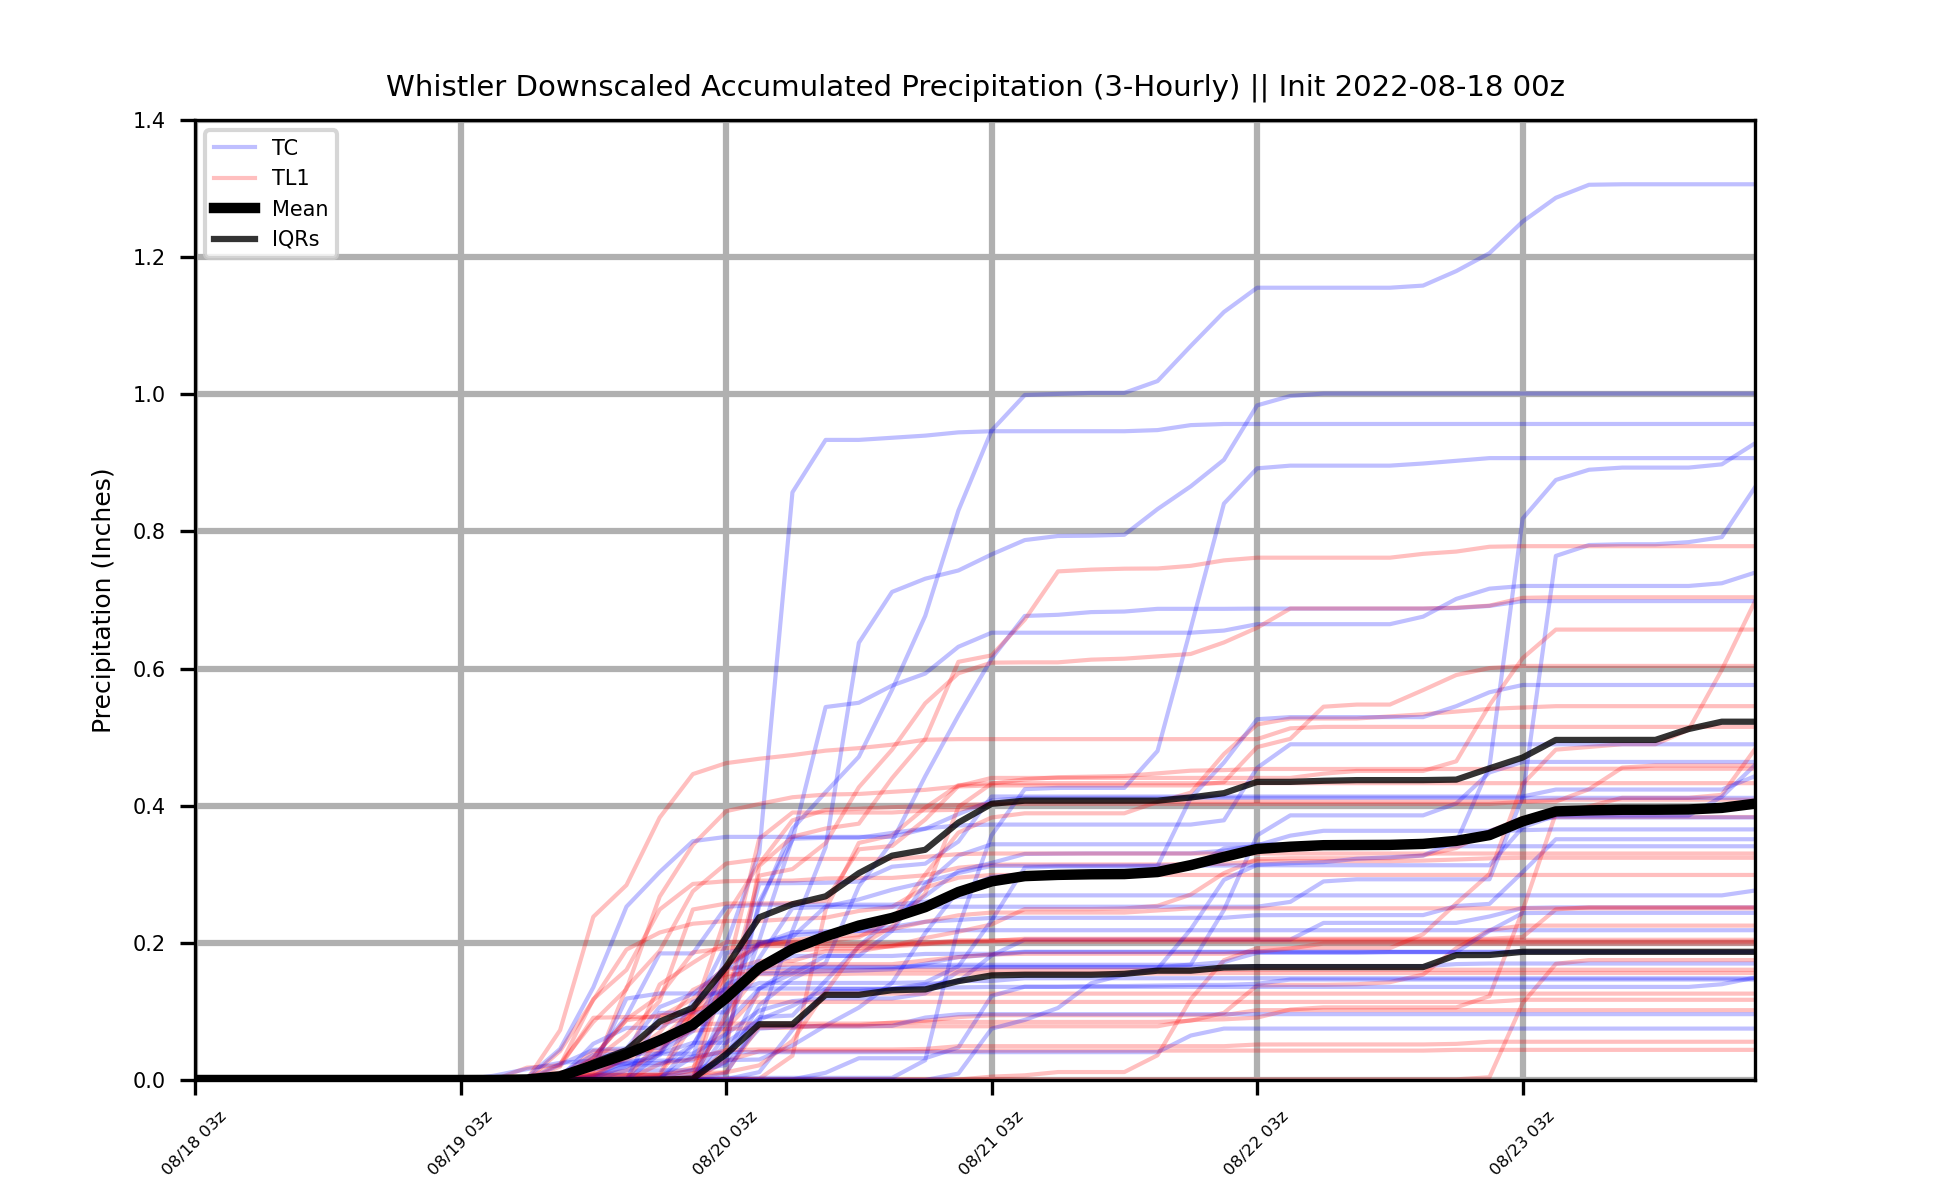 Whistler Downscaled Accumulated Precipitation (3-Hourly) || Init 2022-08-18 00z
TC
TL1
Mean
IQRs
Precipitation (Inches)
1.4
1.2
1.0
0.8
0.6
0.4
0.2
0.0
08/18 03z
08/19 03z
08/20 03z
08/21 03z
08/22 03z
08/23 03z